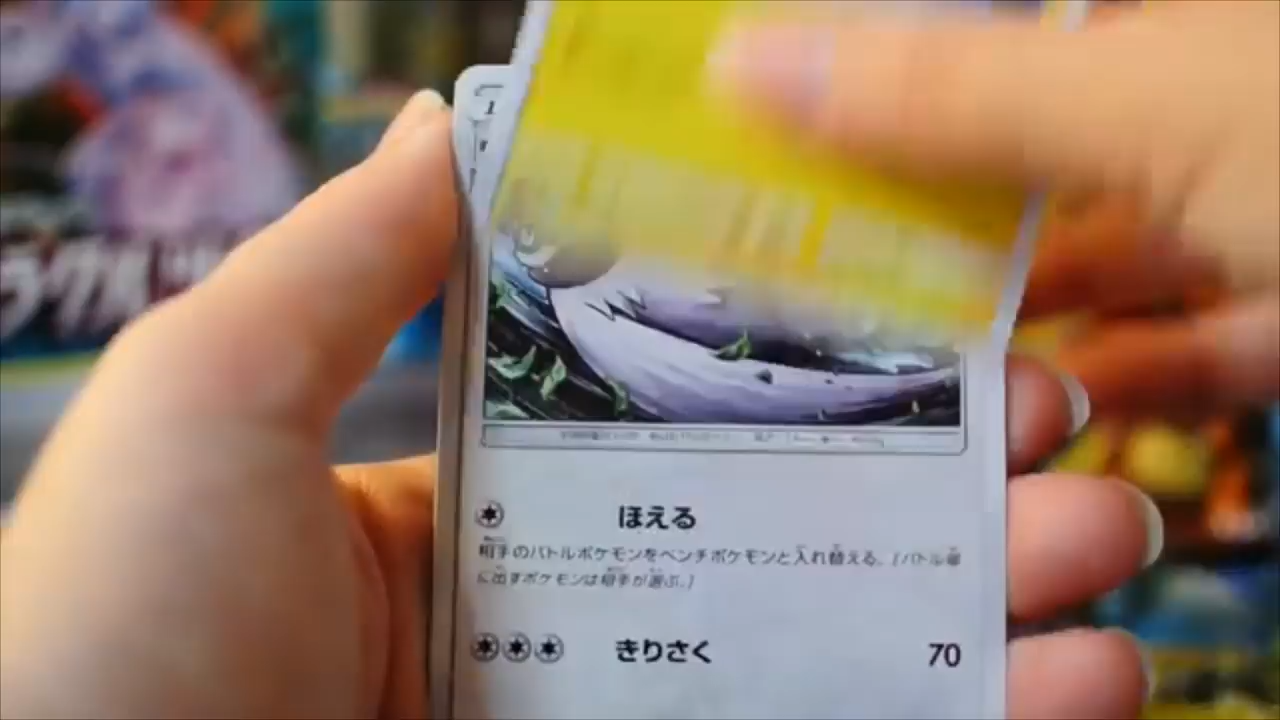 ほえる
相手のバトルポケモンをベンチポケモンと入れ替える。[バトル場
に出すポケモンは相手が選ぶ。]
きりさく 70